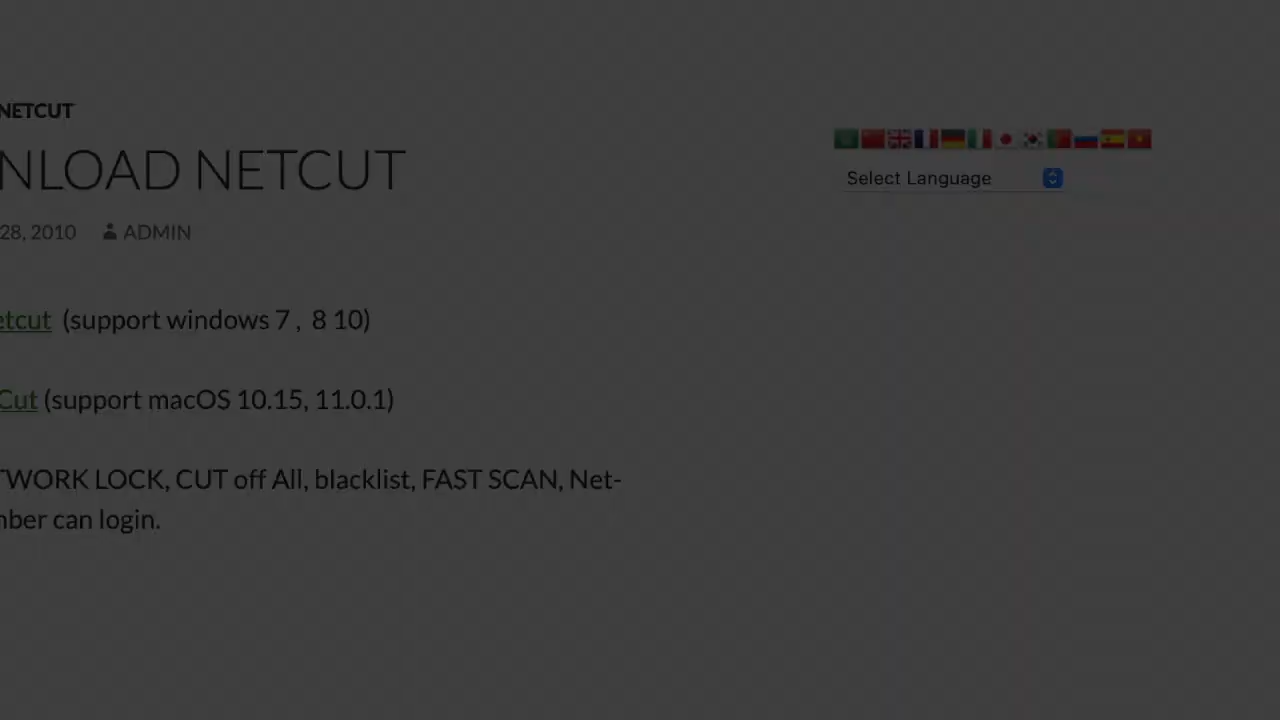 NETCUT
NLOAD NETCUT
28, 2010 ADMIN
etcut (support windows 7 , 8 10)
Select Language
Cut (support macOS 10.15, 11.0.1)
TWORK LOCK, CUT off All, blacklist, FAST SCAN, Net-
mber can login.